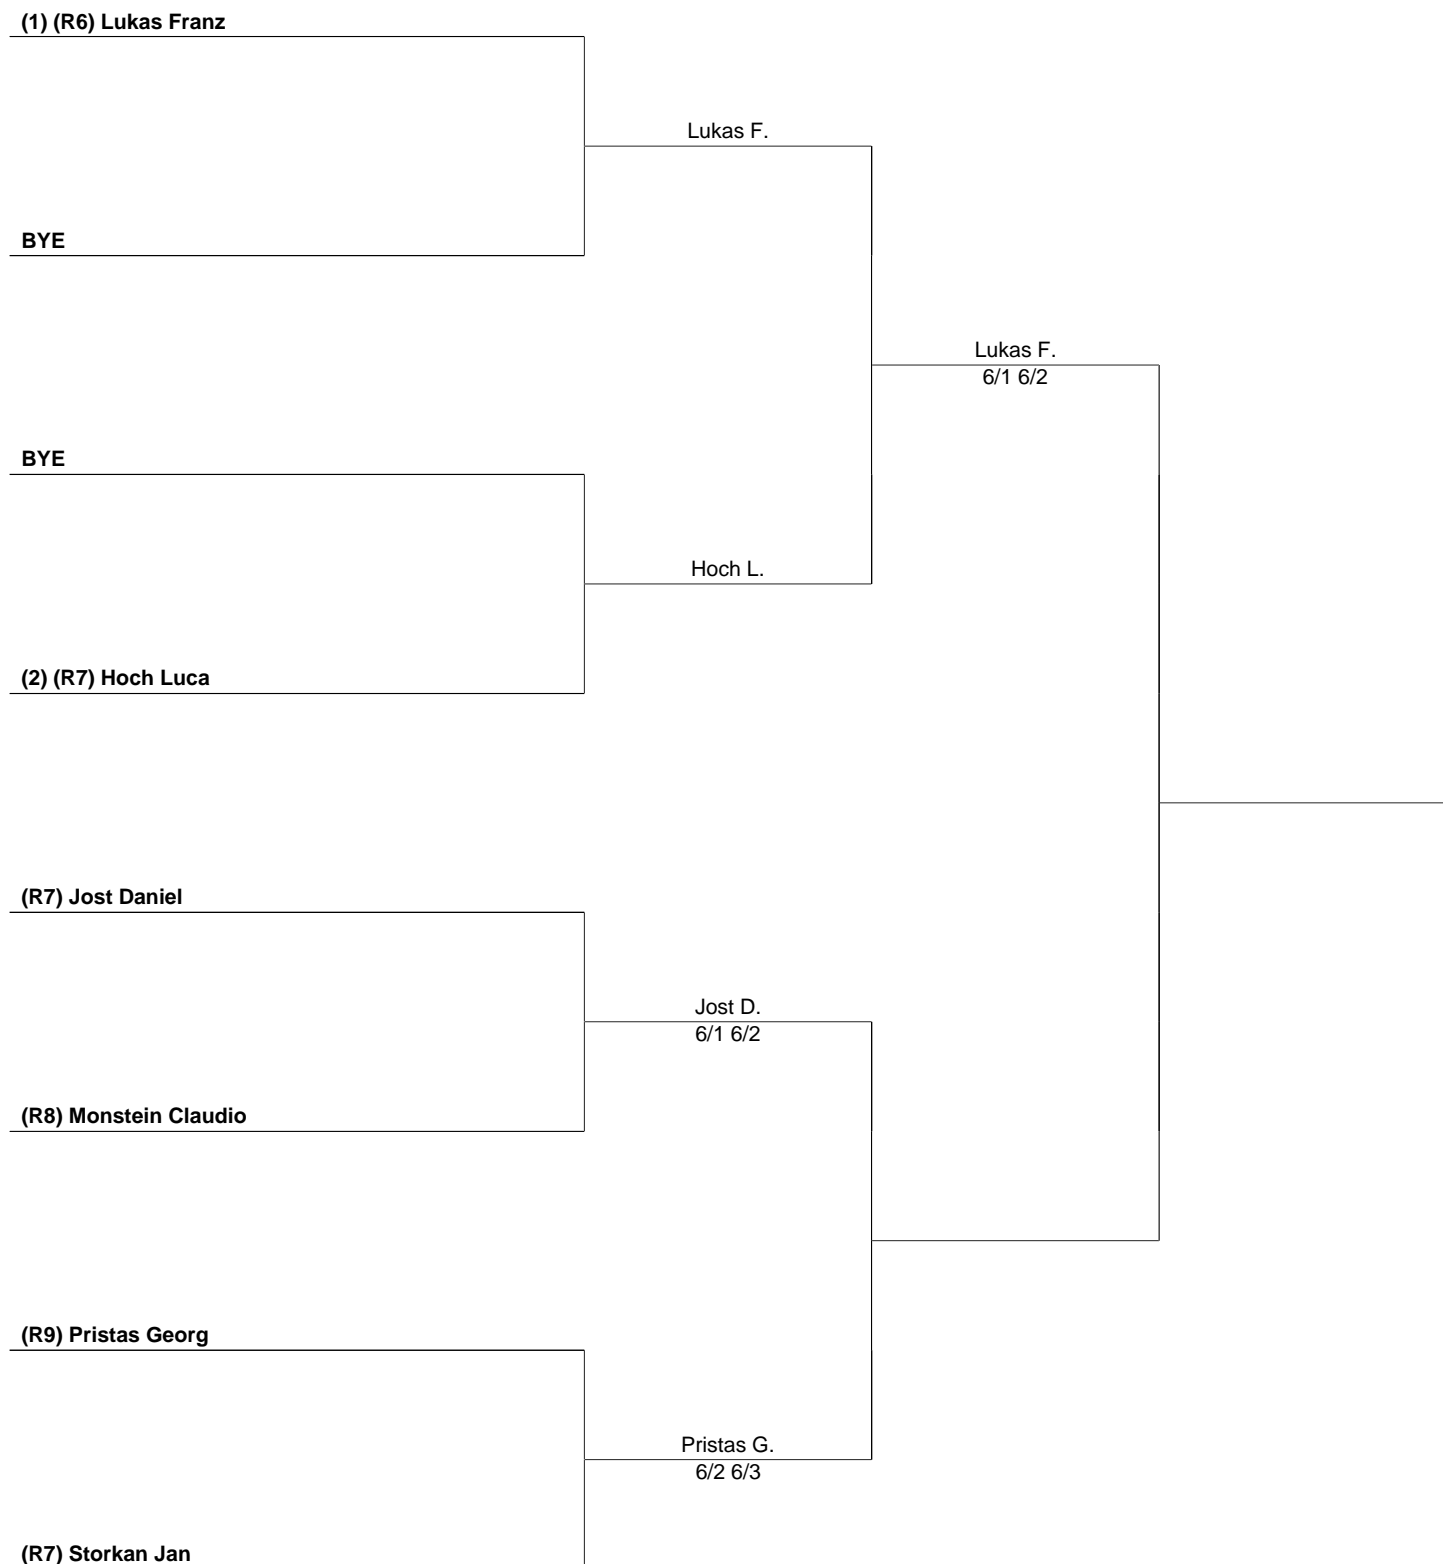 (1) (R6) Lukas Franz
Lukas F.
BYE
Lukas F.
6/1 6/2
BYE
Hoch L.
(2) (R7) Hoch Luca
(R7) Jost Daniel
Jost D.
6/1 6/2
(R8) Monstein Claudio
(R9) Pristas Georg
Pristas G.
6/2 6/3
(R7) Storkan Jan